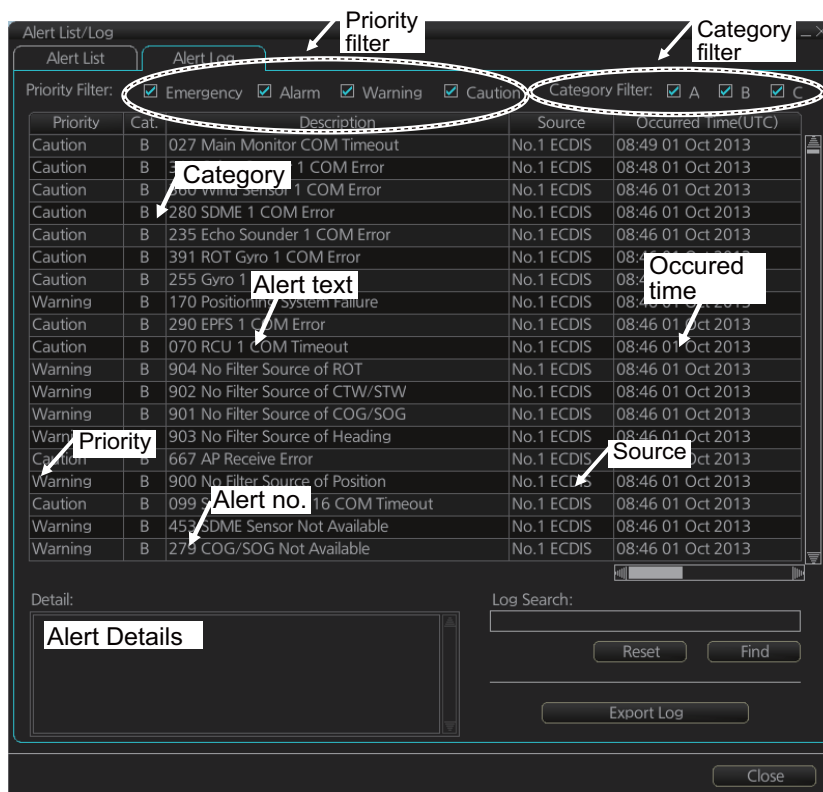 Priority filter
Category filter
Alert List/Log
Alert List
Alert Log
Priority Filter: Emergency Alarm Warning Caution
Category Filter: A B C
Priority Cat. Description Source Occurred Time(UTC)
Caution B 027 Main Monitor COM Timeout No.1 ECDIS 08:49 01 Oct 2013
Caution B 1 COM Error No.1 ECDIS 08:48 01 Oct 2013
Category
Wind Sensor 1 COM Error No.1 ECDIS 08:46 01 Oct 2013
Caution B 280 SDME 1 COM Error No.1 ECDIS 08:46 01 Oct 2013
Caution B 235 Echo Sounder 1 COM Error No.1 ECDIS 08:46 01 Oct 2013
Caution B 391 ROT Gyro 1 COM Error No.1 ECDIS
Occured time
Caution B 255 Gyro 1 No.1 ECDIS
Alert text
Warning B 170 Positioning System Failure No.1 ECDIS 08:46 01 Oct 2013
Caution B 290 EPFS 1 COM Error No.1 ECDIS 08:46 01 Oct 2013
Caution B 070 RCU 1 COM Timeout No.1 ECDIS 08:46 01 Oct 2013
Warning B 904 No Filter Source of ROT No.1 ECDIS 08:46 01 Oct 2013
Warning B 902 No Filter Source of CTW/STW No.1 ECDIS 08:46 01 Oct 2013
Warning B 901 No Filter Source of COG/SOG No.1 ECDIS 08:46 01 Oct 2013
B 903 No Filter Source of Heading No.1 ECDIS 08:46 01 Oct 2013
Priority
Source
Caution B 667 AP Receive Error No.1 ECDIS 08:46 01 Oct 2013
Warning B 900 No Filter Source of Position No.1 ECDIS 08:46 01 Oct 2013
Alert no.
Caution B 099 16 COM Timeout No.1 ECDIS 08:46 01 Oct 2013
Warning B 453 SDME Sensor Not Available No.1 ECDIS 08:46 01 Oct 2013
Warning B 279 COG/SOG Not Available No.1 ECDIS 08:46 01 Oct 2013
Detail:
Alert Details
Log Search:
Reset Find
Export Log
Close